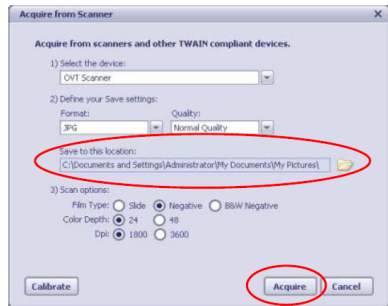 Acquire from Scanner
Acquire from scanners and other TWAIN compliant devices.
1) Select the device:
OVT Scanner
2) Define your Save settings:
Format: Quality:
JPG Normal Quality
Save to this location:
C:\Documents and Settings\Administrator\My Documents\My Pictures\
3) Scan options:
Film Type: Slide Negative B&W Negative
Color Depth: 24 48
Dpi: 1800 3600
Calibrate Acquire Cancel